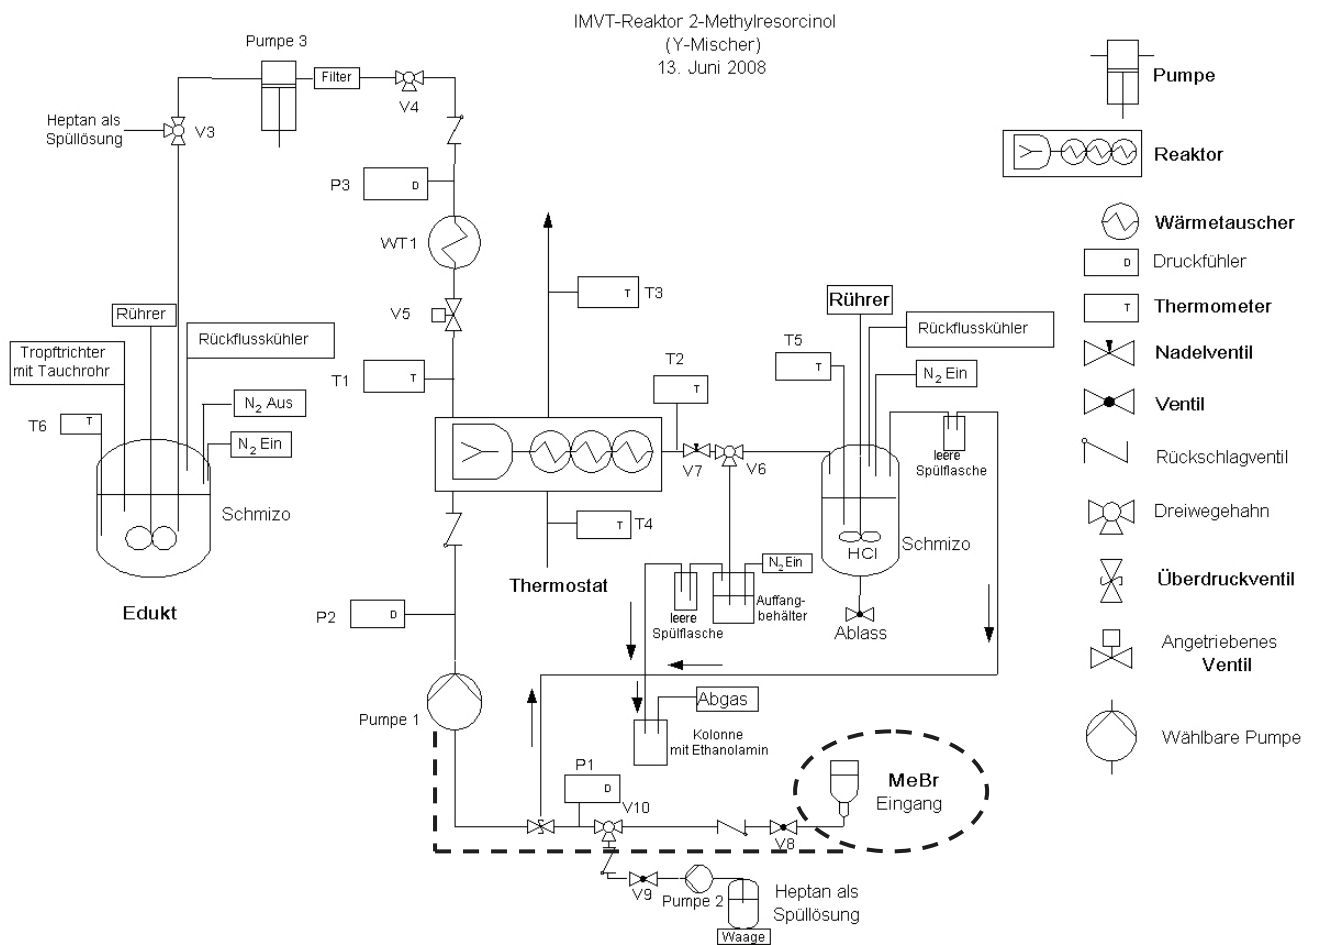 IMVT-Reaktor 2-Methylresorcinol
(Y-Mischer)
13. Juni 2008
Pumpe 3
Filter
V4
Heptan als
Spüllösung
V3
P3
D
WT1
V5
T3
T
T1
T
T2
T
Rührer
Rückflusskühler
Tropftrichter
mit Tauchrohr
N2 Aus
N2 Ein
T6
T
Schmizo
Edukt
Rührer
Rückflusskühler
T5
T
N2 Ein
leere
Spülflasche
V7
V6
HCl
Schmizo
Ablass
T4
T
Thermostat
N2 Ein
leere
Spülflasche
Auffang-
behälter
P2
D
Pumpe 1
Abgas
Kolonne
mit Ethanolamin
P1
D
V10
MeBr
Eingang
V8
V9
Pumpe 2
Heptan als
Spüllösung
Waage
Pumpe
Reaktor
Wärmetauscher
D
Druckfühler
T
Thermometer
Nadelventil
Ventil
Rückschlagventil
Dreiwegehahn
Überdruckventil
Angetriebenes
Ventil
Wählbare Pumpe